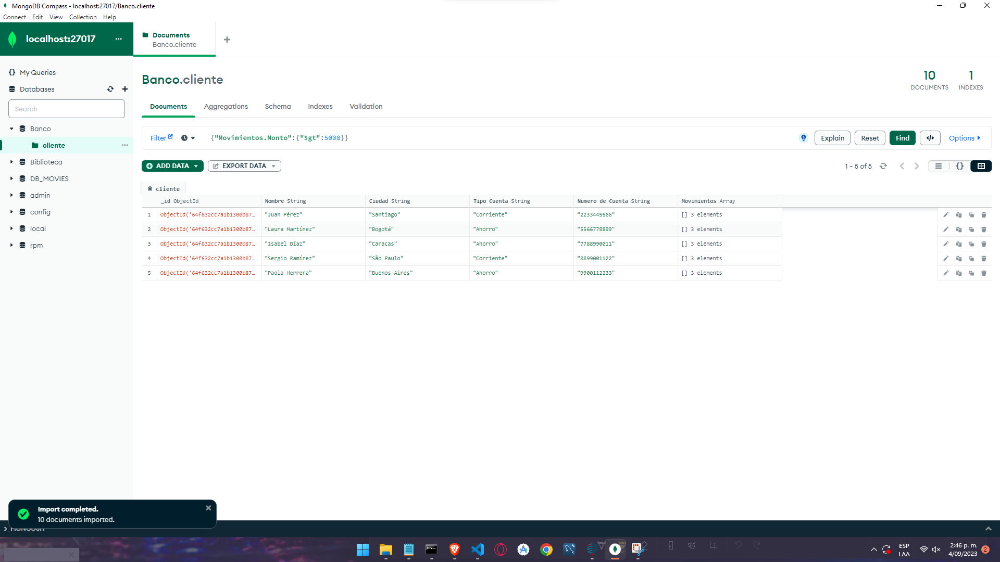 MongoDB Compass - localhost:27017/Banco.cliente
Connect Edit View Collection Help
localhost:27017 ...
Documents
Banco.cliente
{} My Queries
Databases
Search
Banco
cliente
Biblioteca
DB_MOVIES
admin
config
local
rpm
Banco.cliente
10
DOCUMENTS
1
INDEXES
Documents Aggregations Schema Indexes Validation
Filter {"Movimientos.Monto":{"$gt":5000}} Explain Reset Find </> Options
ADD DATA EXPORT DATA 1 – 5 of 5 {}
cliente
_id ObjectId Nombre String Ciudad String Tipo Cuenta String Numero de Cuenta String Movimientos Array
1 ObjectId('64f632cc7a1b1300b87… "Juan Pérez" "Santiago" "Corriente" "2233445566" [] 3 elements
2 ObjectId('64f632cc7a1b1300b87… "Laura Martínez" "Bogotá" "Ahorro" "5566778899" [] 3 elements
3 ObjectId('64f632cc7a1b1300b87… "Isabel Díaz" "Caracas" "Ahorro" "7788990011" [] 3 elements
4 ObjectId('64f632cc7a1b1300b87… "Sergio Ramírez" "São Paulo" "Corriente" "8899001122" [] 3 elements
5 ObjectId('64f632cc7a1b1300b87… "Paola Herrera" "Buenos Aires" "Ahorro" "9900112233" [] 3 elements
Import completed.
10 documents imported.
>_MONGOSH
ESP
LAA
2:46 p. m.
4/09/2023
2